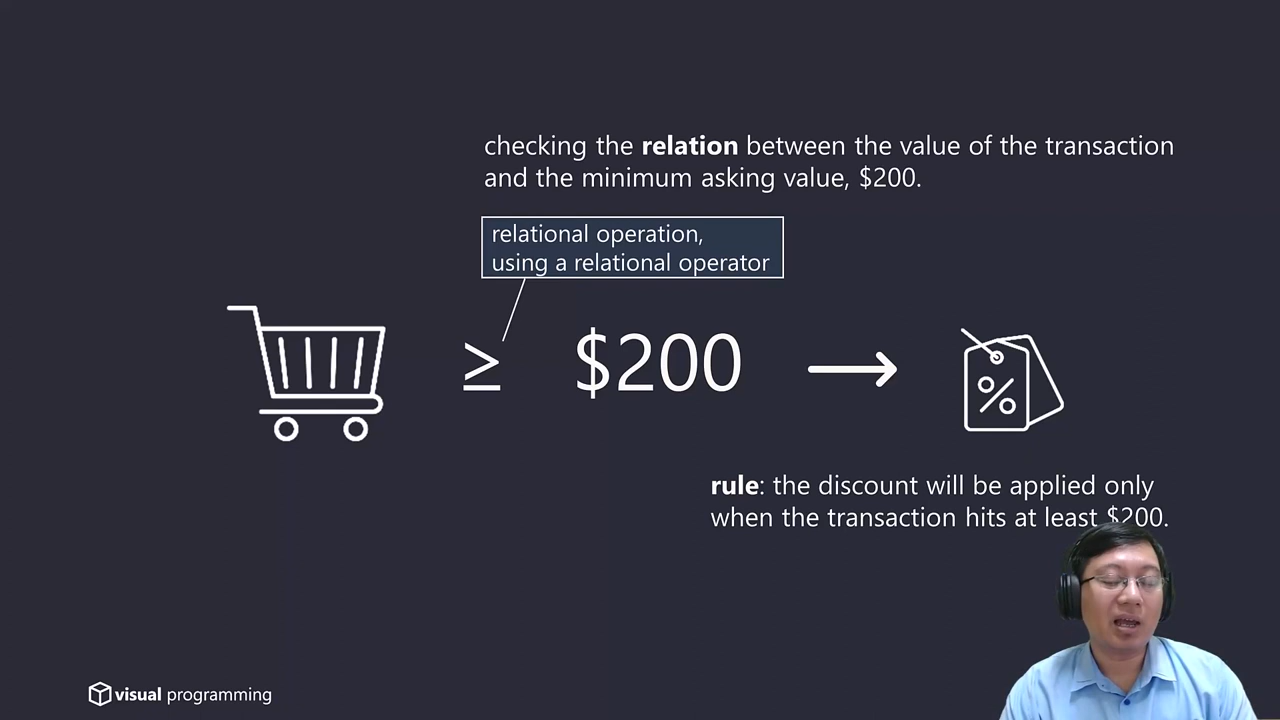 checking the relation between the value of the transaction
and the minimum asking value, $200.
relational operation,
using a relational operator
≥ $200
%
rule: the discount will be applied only
when the transaction hits at least $200.
visual programming